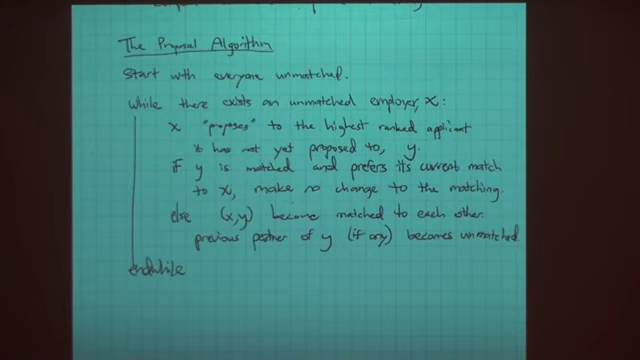 The Proposal Algorithm
Start with everyone unmatched.
While there exists an unmatched employer, x:
x "proposes" to the highest ranked applicant
it has not yet proposed to, y.
if y is matched and prefers its current match
to x, make no change to the matching.
else (x,y) become matched to each other.
previous partner of y (if any) becomes unmatched.
endwhile